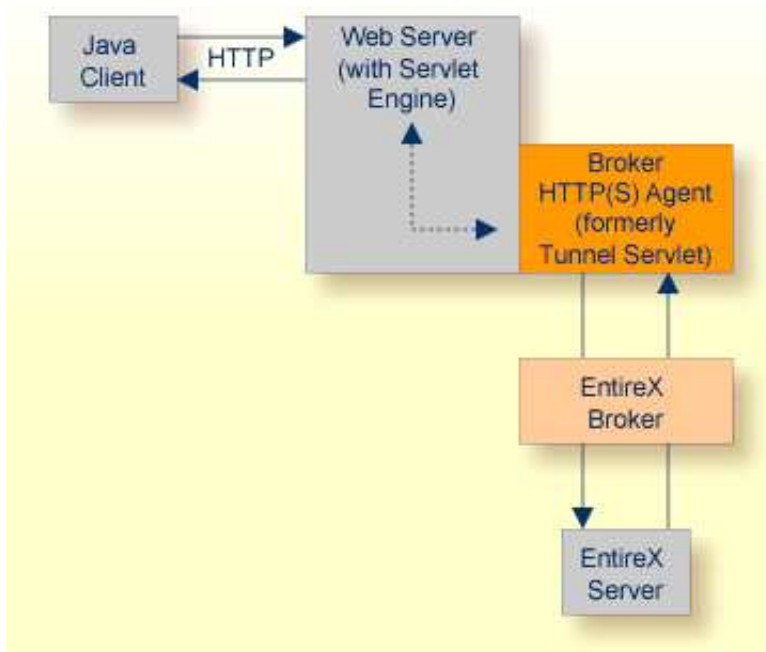 Java
Client
HTTP
Web Server
(with Servlet
Engine)
Broker
HTTP(S) Agent
(formerly
Tunnel Servlet)
EntireX
Broker
EntireX
Server